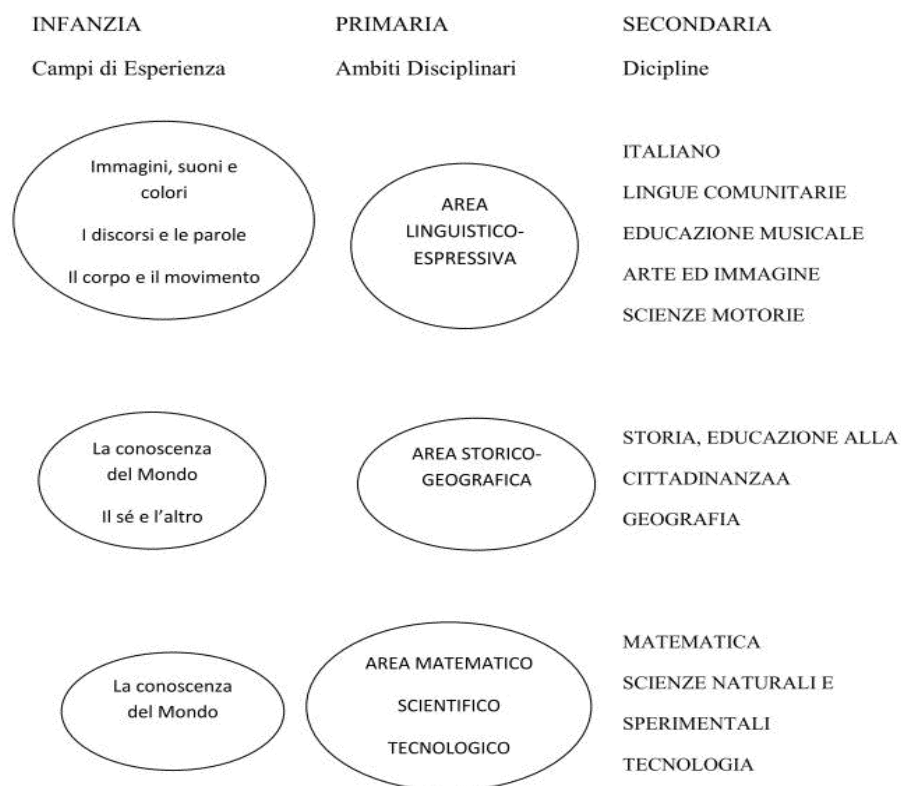 INFANZIA
PRIMARIA
SECONDARIA
Campi di Esperienza
Ambiti Disciplinari
Dicipline
Immagini, suoni e
colori
I discorsi e le parole
Il corpo e il movimento
AREA
LINGUISTICO-
ESPRESSIVA
ITALIANO
LINGUE COMUNITARIE
EDUCAZIONE MUSICALE
ARTE ED IMMAGINE
SCIENZE MOTORIE
La conoscenza
del Mondo
Il sé e l'altro
AREA STORICO-
GEOGRAFICA
STORIA, EDUCAZIONE ALLA
CITTADINANZAA
GEOGRAFIA
La conoscenza
del Mondo
AREA MATEMATICO
SCIENTIFICO
TECNOLOGICO
MATEMATICA
SCIENZE NATURALI E
SPERIMENTALI
TECNOLOGIA